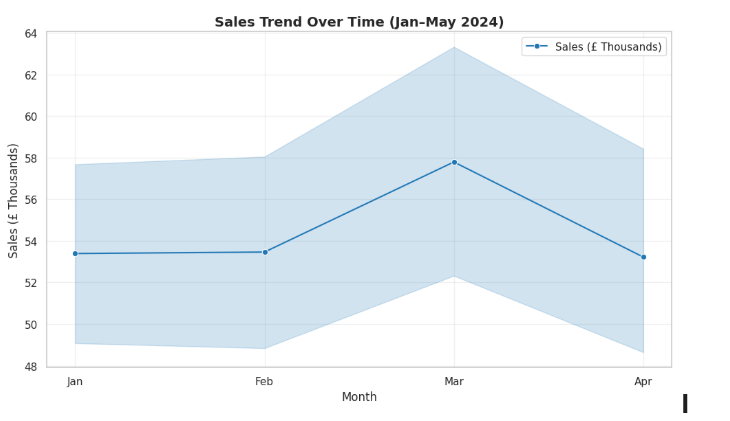 Sales Trend Over Time (Jan–May 2024)
Sales (£ Thousands)
64
62
60
58
56
54
52
50
48
Sales (£ Thousands)
Jan Feb Mar Apr
Month